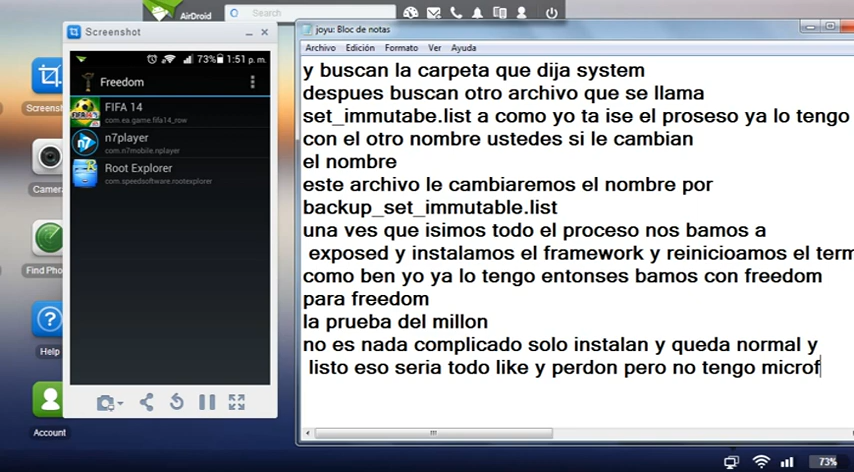 AirDroid
Search
Screenshot
73% 1:51 p. m.
Freedom
FIFA 14
com.ea.game.fifa14_row
n7player
com.n7mobile.nplayer
Root Explorer
com.speedsoftware.rootexplorer
Screensh
Camera
Find Pho
Help
Account
joyu: Bloc de notas
Archivo Edición Formato Ver Ayuda
y buscan la carpeta que dija system
despues buscan otro archivo que se llama
set_immutabe.list a como yo ta ise el proseso ya lo tengo
con el otro nombre ustedes si le cambian
el nombre
este archivo le cambiaremos el nombre por
backup_set_immutable.list
una ves que isimos todo el proceso nos bamos a
exposed y instalamos el framework y reinicioamos el term
como ben yo ya lo tengo entonses bamos con freedom
para freedom
la prueba del millon
no es nada complicado solo instalan y queda normal y
listo eso seria todo like y perdon pero no tengo microf
73%